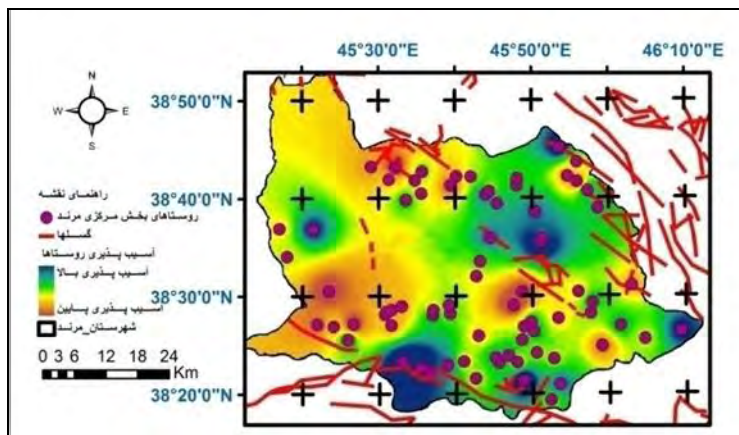 45°30'0"E 45°50'0"E 46°10'0"E
38°50'0"N
38°40'0"N
38°30'0"N
38°20'0"N
N
W E
S
راهنمای نقشه
روستاهای بخش مرکزی مرند
گسلها
آسیب پذیری روستاها
آسیب پذیری بالا
آسیب پذیری پایین
شهرستان_مرند
0 3 6 12 18 24
Km